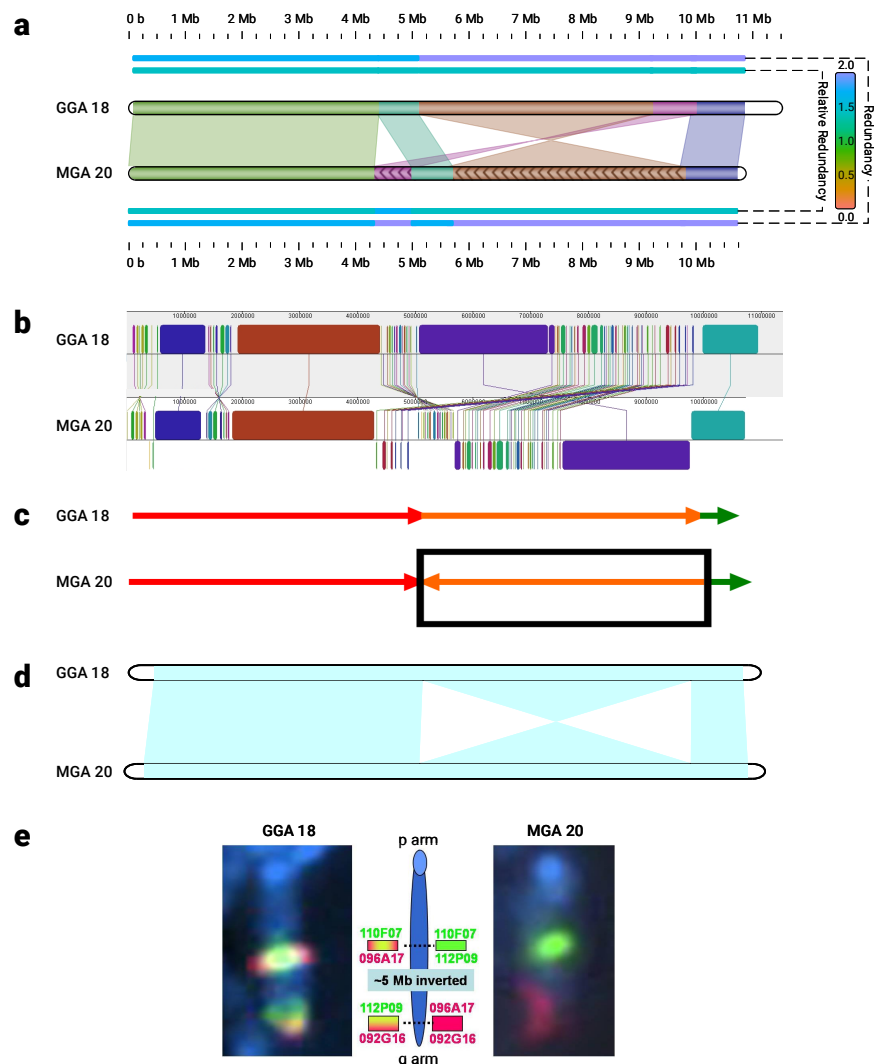 a
0 b 1 Mb 2 Mb 3 Mb 4 Mb 5 Mb 6 Mb 7 Mb 8 Mb 9 Mb 10 Mb 11 Mb
GGA 18
MGA 20
0 b 1 Mb 2 Mb 3 Mb 4 Mb 5 Mb 6 Mb 7 Mb 8 Mb 9 Mb 10 Mb
Relative Redundancy
2.0
1.5
1.0
0.5
0.0
Redundancy
b
1000000 2000000 3000000 4000000 5000000 6000000 7000000 8000000 9000000 10000000 11000000
GGA 18
1000000 2000000 3000000 4000000 5000000 6000000 7000000 8000000 9000000 10000000
MGA 20
c
GGA 18
MGA 20
d
GGA 18
MGA 20
e
GGA 18
MGA 20
p arm
110F07 110F07
096A17 112P09
~5 Mb inverted
112P09 096A17
092G16 092G16
q arm